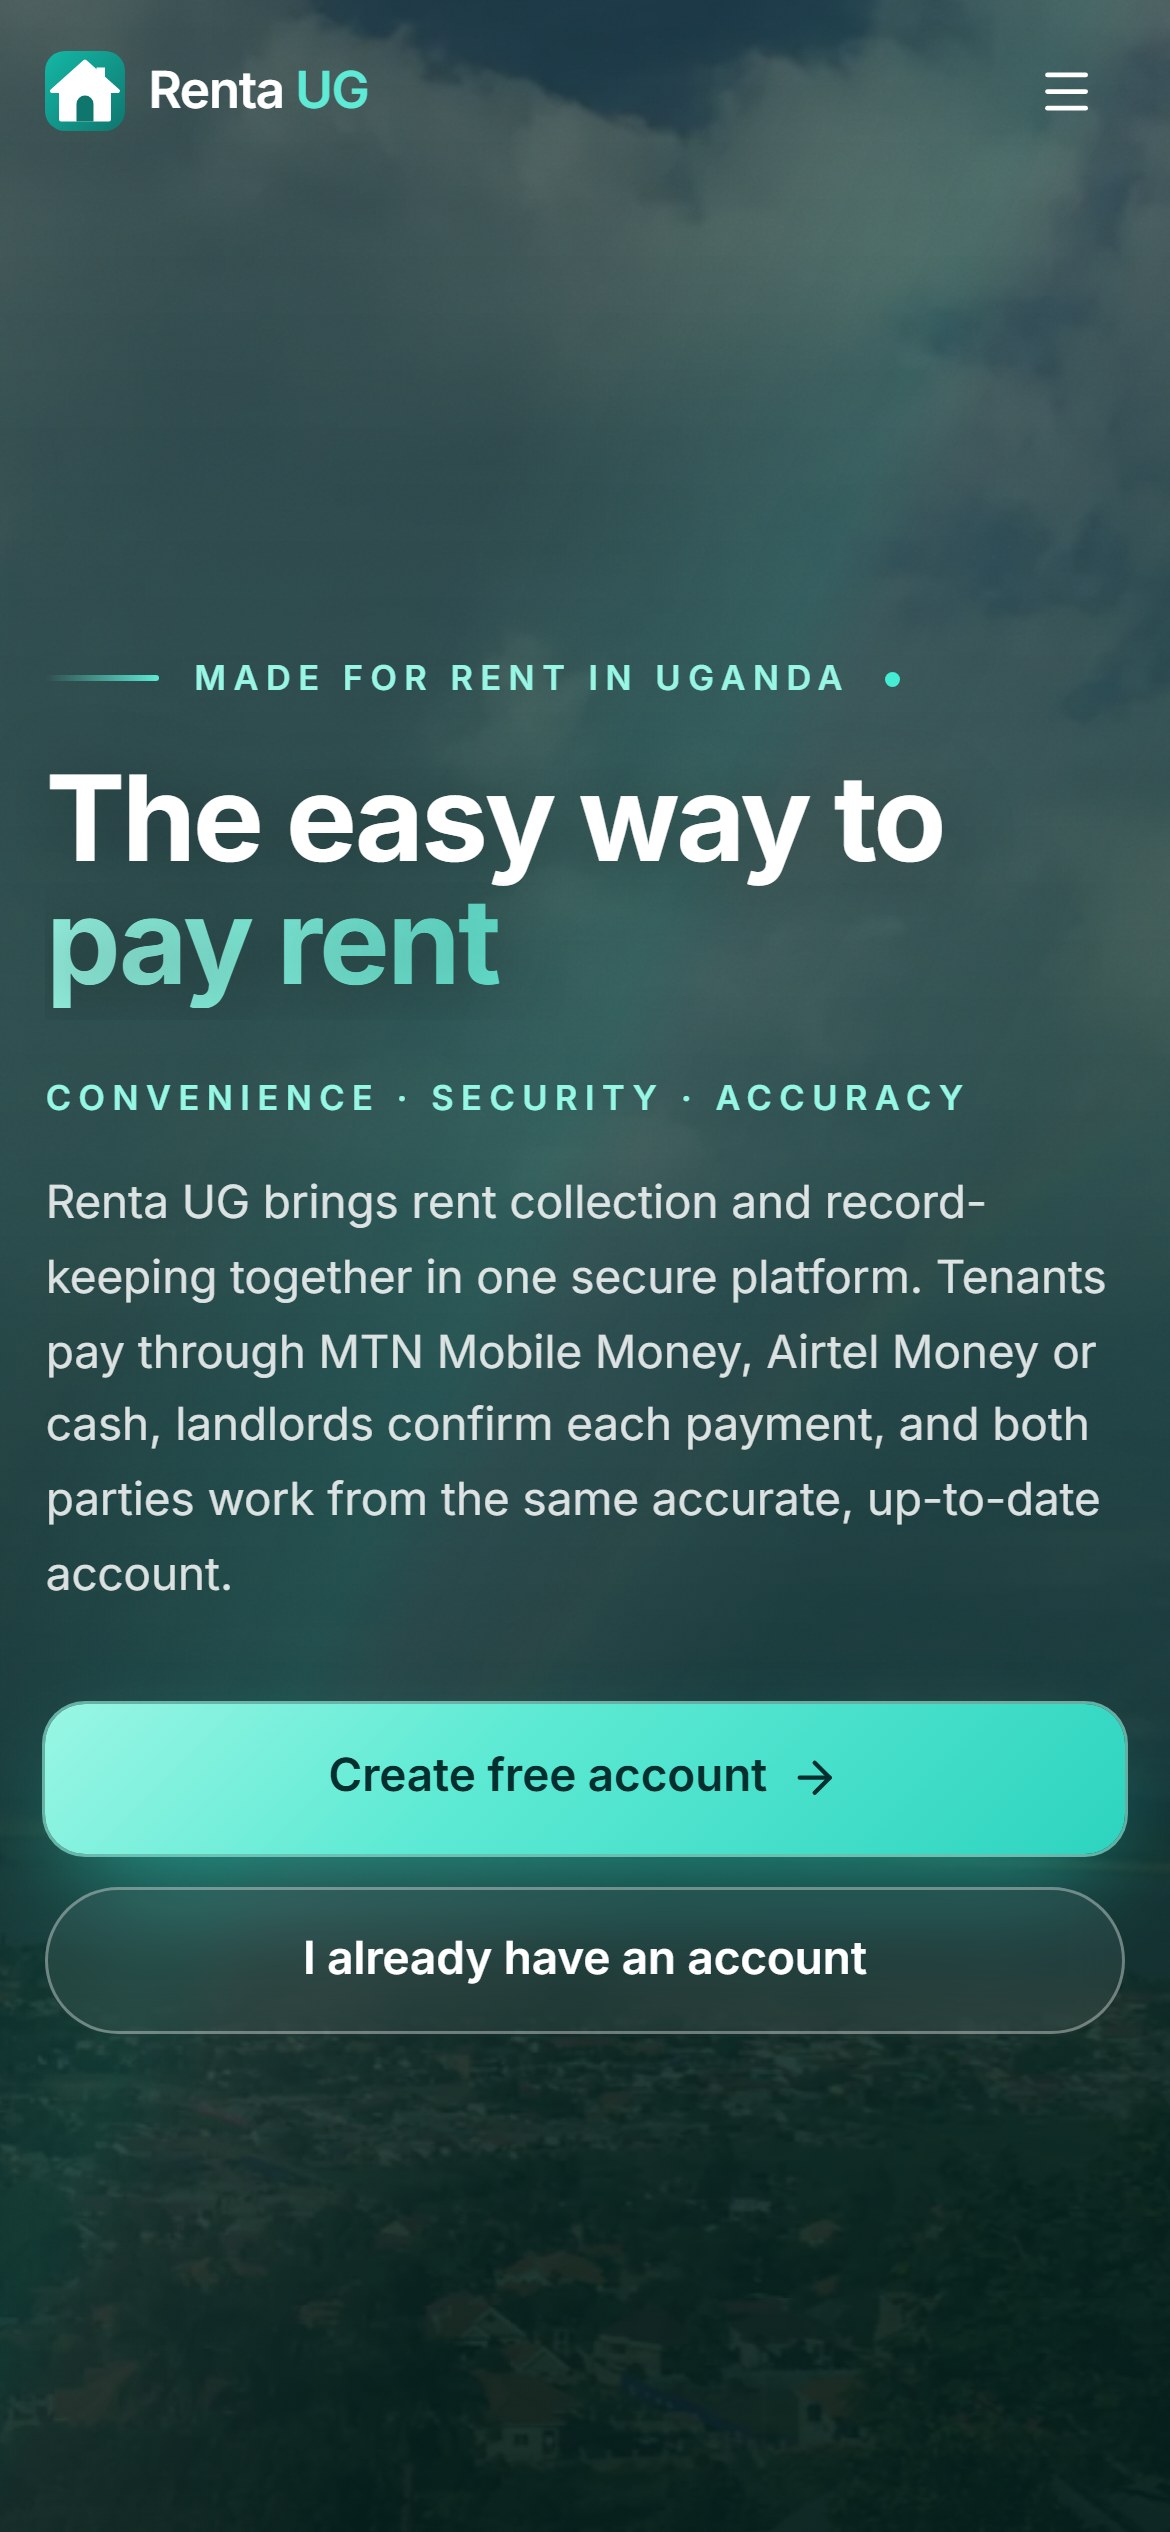 Renta UG
MADE FOR RENT IN UGANDA
The easy way to
pay rent
CONVENIENCE · SECURITY · ACCURACY
Renta UG brings rent collection and record-
keeping together in one secure platform. Tenants
pay through MTN Mobile Money, Airtel Money or
cash, landlords confirm each payment, and both
parties work from the same accurate, up-to-date
account.
Create free account →
I already have an account